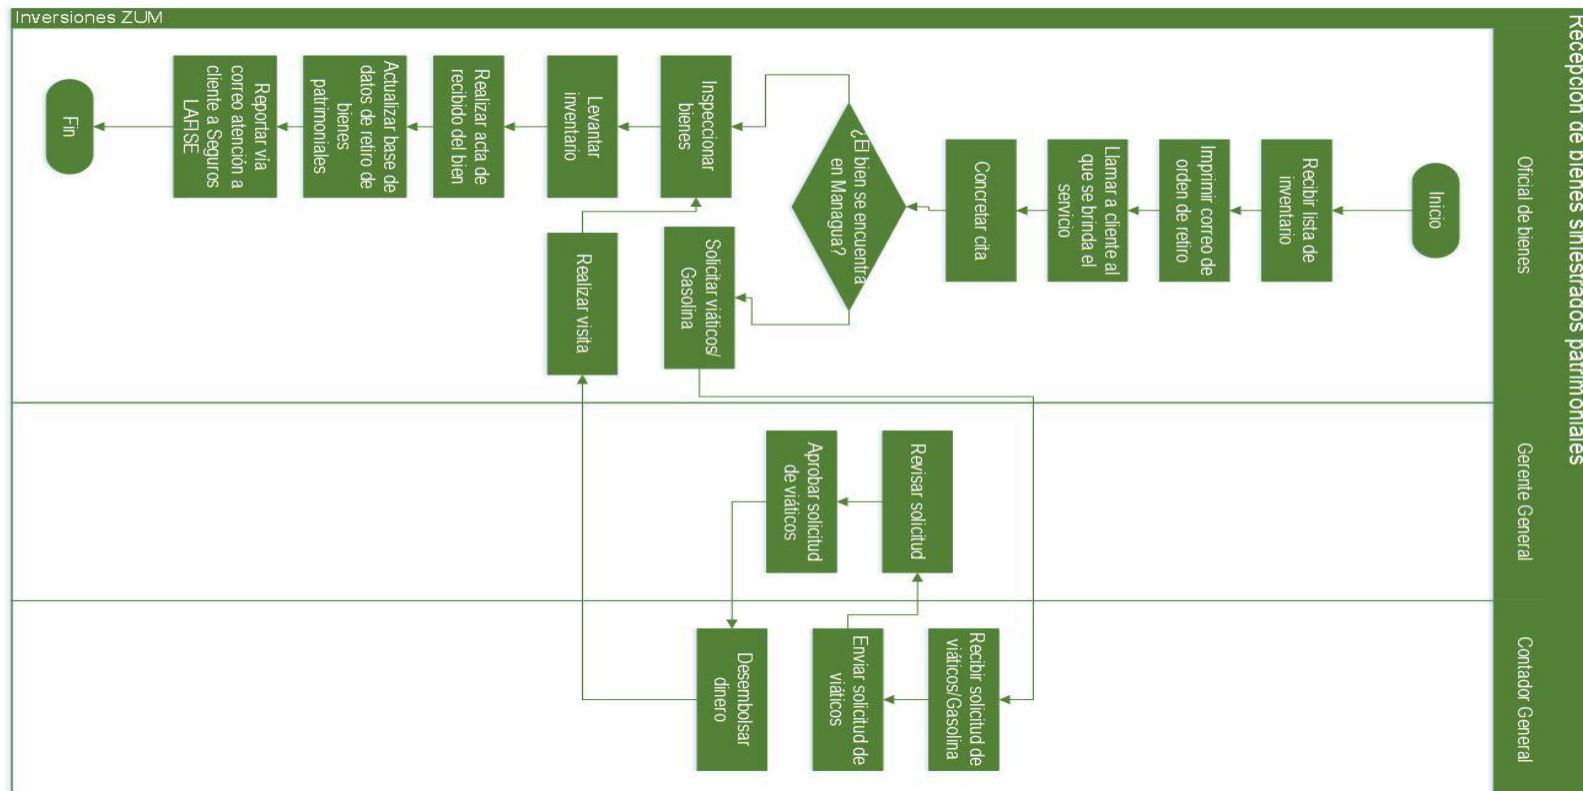 Inversiones ZUM
Recepción de bienes siniestrados patrimoniales
Oficial de bienes
Gerente General
Contador General
Inicio
Recibir lista de
inventario
Imprimir correo de
orden de retiro
Llamar a cliente al
que se brinda el
servicio
Concretar cita
¿El bien se encuentra
en Managua?
Inspeccionar
bienes
Levantar
inventario
Realizar acta de
recibido del bien
Actualizar base de
datos de retiro de
bienes
patrimoniales
Reportar vía
correo atención a
cliente a Seguros
LAFISE
Fin
Solicitar viáticos/
Gasolina
Realizar visita
Revisar solicitud
Aprobar solicitud
de viáticos
Recibir solicitud de
viáticos/Gasolina
Enviar solicitud de
viáticos
Desembolsar
dinero